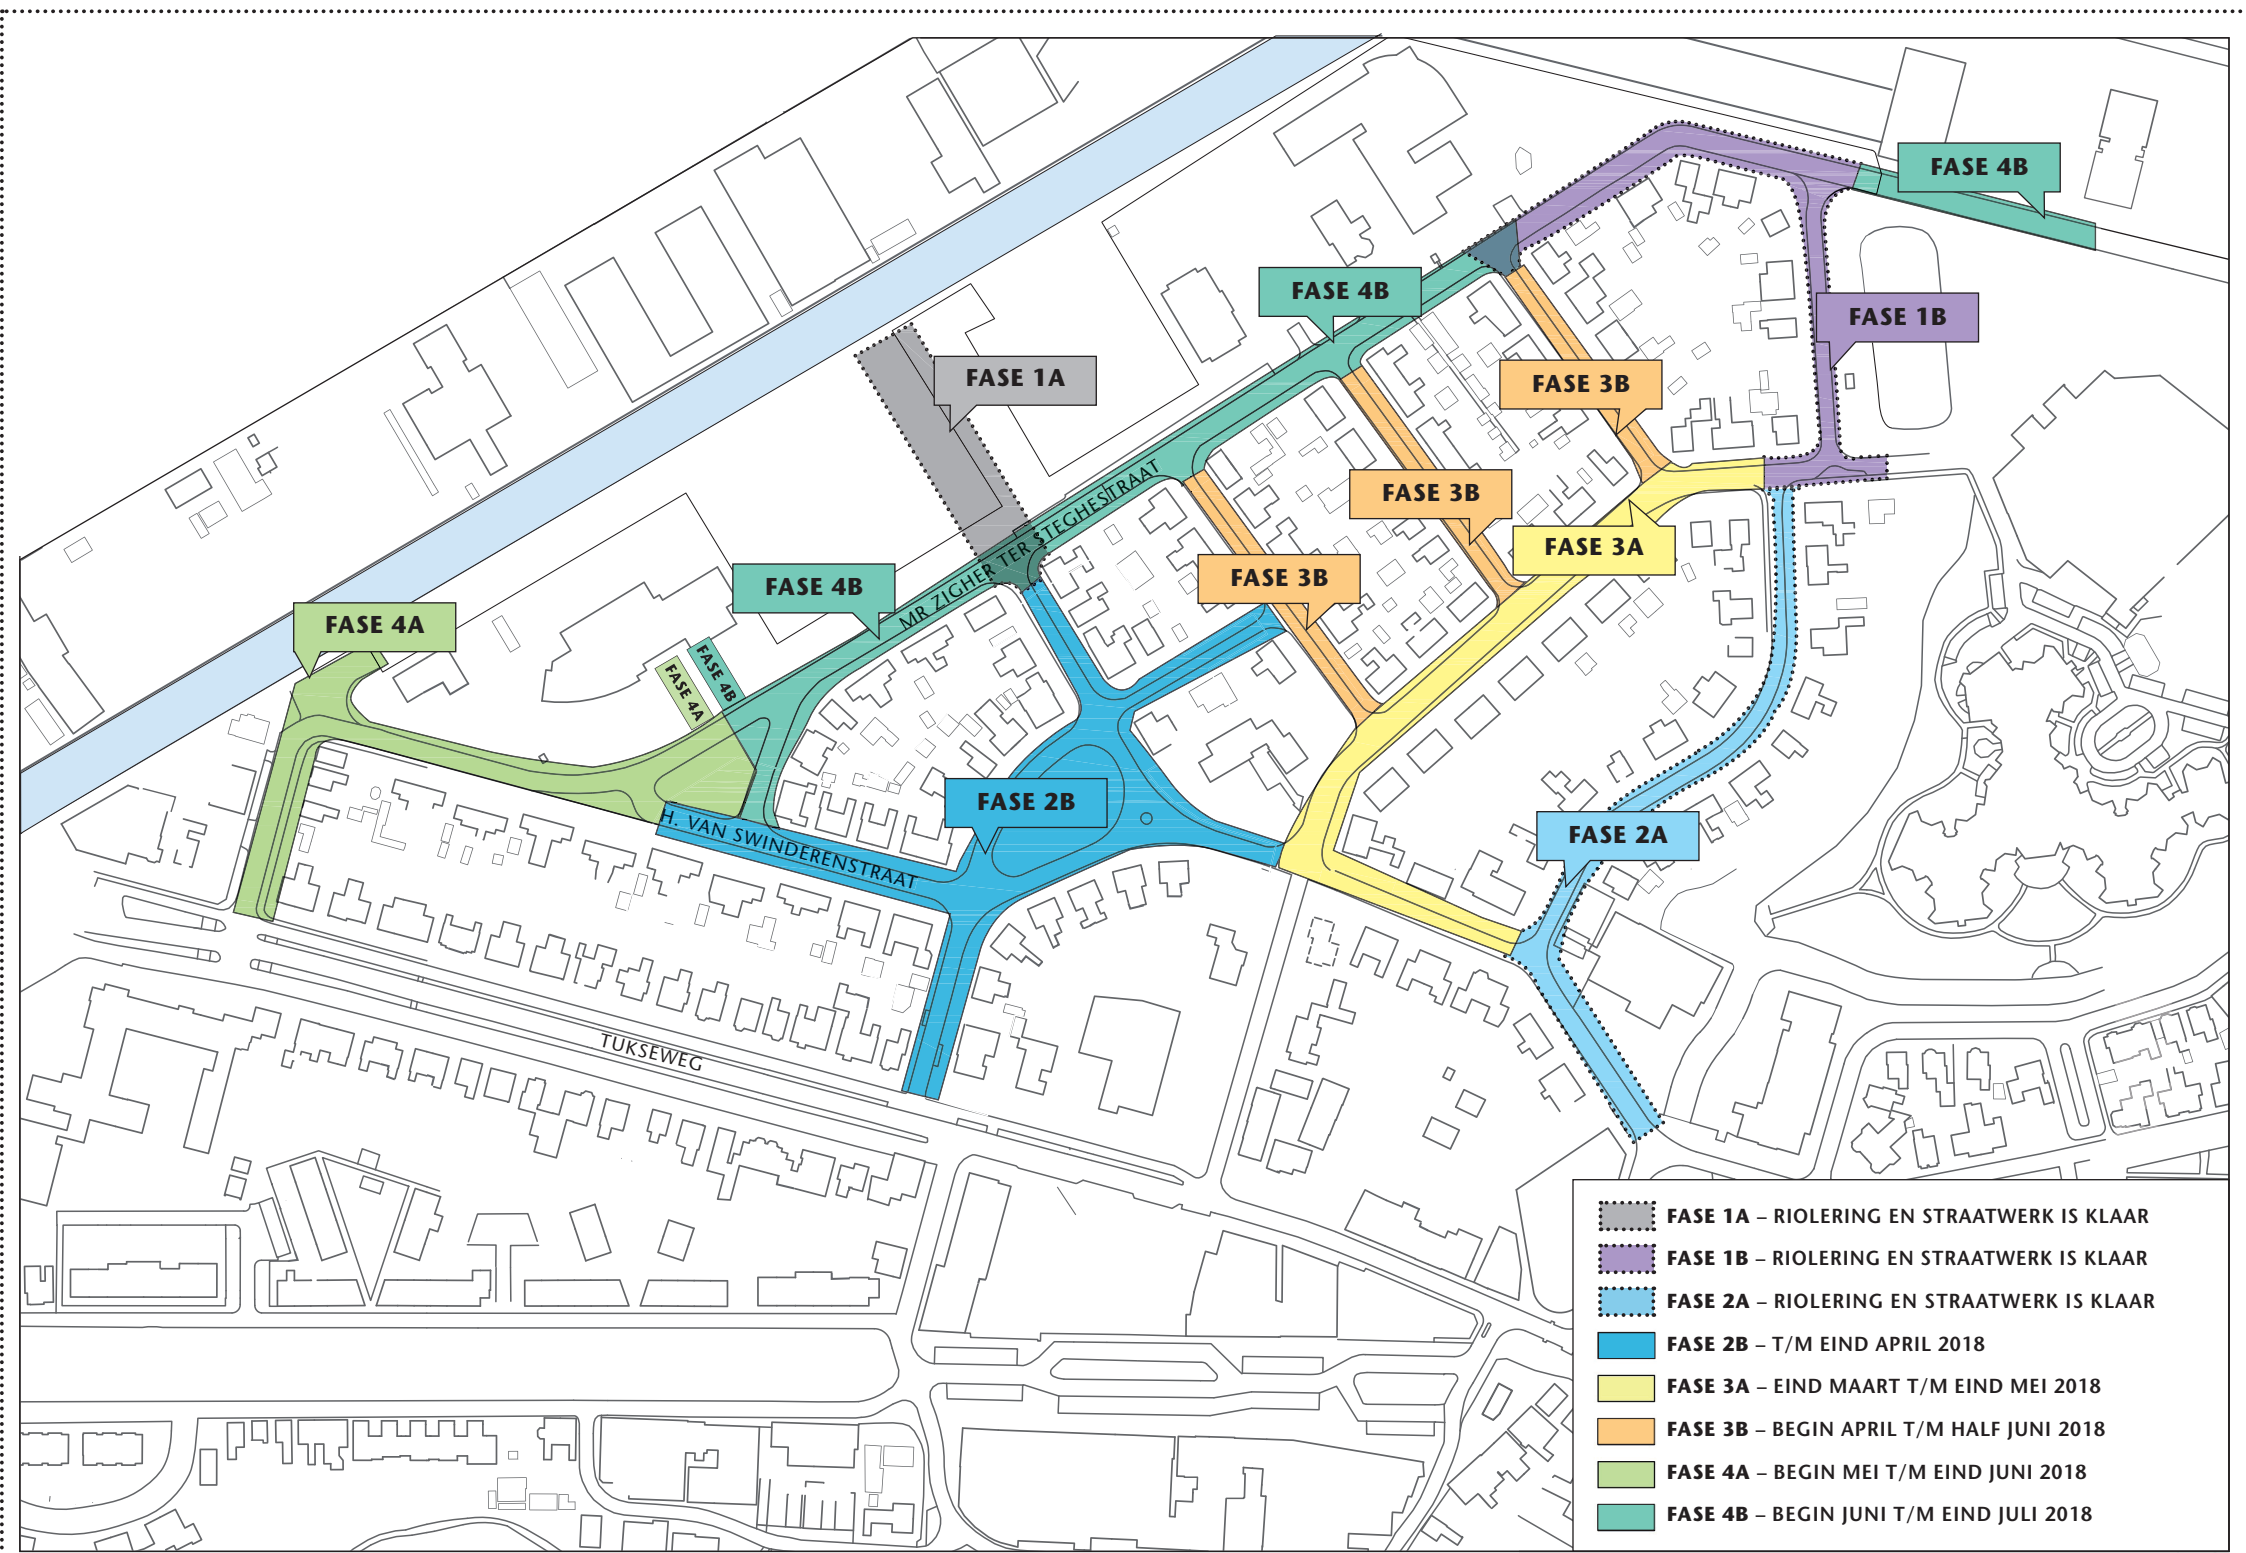 FASE 4B
FASE 1B
FASE 4B
FASE 1A
FASE 3B
FASE 3B
FASE 3A
FASE 3B
FASE 4B
FASE 4A
MR ZIGHER TER STEGHESTRAAT
FASE 4B
FASE 4A
FASE 2B
H. VAN SWINDERENSTRAAT
FASE 2A
TUKSEWEG
FASE 1A – RIOLERING EN STRAATWERK IS KLAAR
FASE 1B – RIOLERING EN STRAATWERK IS KLAAR
FASE 2A – RIOLERING EN STRAATWERK IS KLAAR
FASE 2B – T/M EIND APRIL 2018
FASE 3A – EIND MAART T/M EIND MEI 2018
FASE 3B – BEGIN APRIL T/M HALF JUNI 2018
FASE 4A – BEGIN MEI T/M EIND JUNI 2018
FASE 4B – BEGIN JUNI T/M EIND JULI 2018